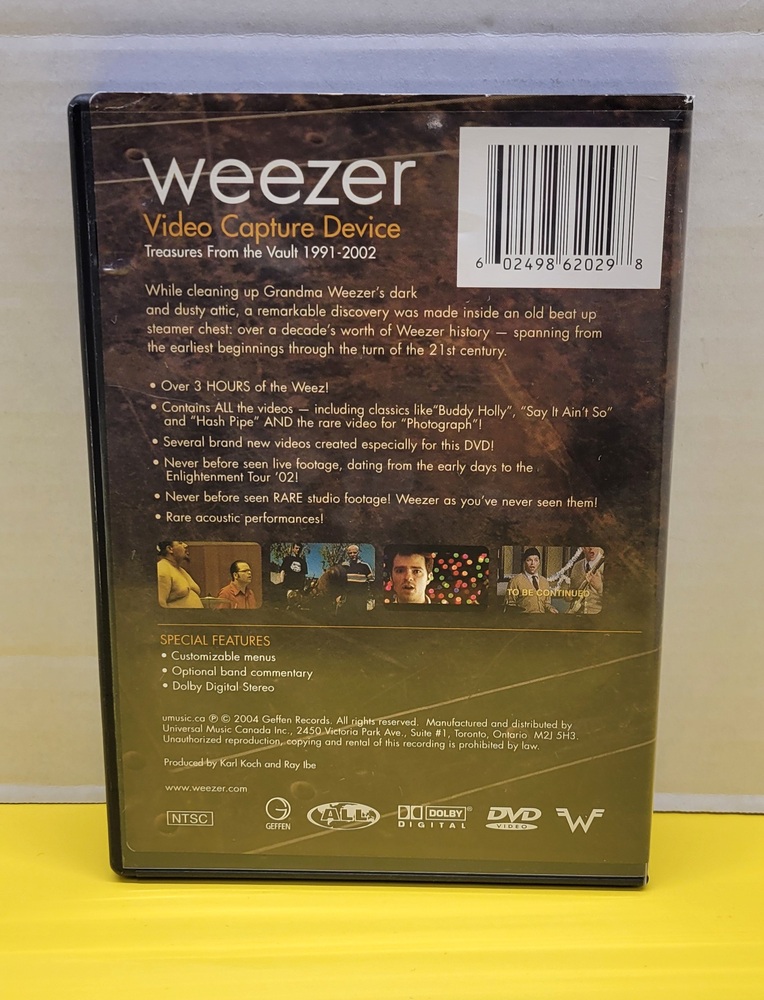 weezer
Video Capture Device
Treasures From the Vault 1991-2002
6 02498 62029 8
While cleaning up Grandma Weezer's dark
and dusty attic, a remarkable discovery was made inside an old beat up
steamer chest: over a decade's worth of Weezer history — spanning from
the earliest beginnings through the turn of the 21st century.
• Over 3 HOURS of the Weez!
• Contains ALL the videos — including classics like"Buddy Holly", "Say It Ain't So"
and "Hash Pipe" AND the rare video for "Photograph"!
• Several brand new videos created especially for this DVD!
• Never before seen live footage, dating from the early days to the
Enlightenment Tour '02!
• Never before seen RARE studio footage! Weezer as you've never seen them!
• Rare acoustic performances!
TO BE CONTINUED
SPECIAL FEATURES
• Customizable menus
• Optional band commentary
• Dolby Digital Stereo
umusic.ca ℗ © 2004 Geffen Records. All rights reserved. Manufactured and distributed by
Universal Music Canada Inc., 2450 Victoria Park Ave., Suite #1, Toronto, Ontario M2J 5H3.
Unauthorized reproduction, copying and rental of this recording is prohibited by law.
Produced by Karl Koch and Ray Ibe
www.weezer.com
NTSC
GEFFEN
ALL
DOLBY
DIGITAL
DVD
VIDEO
W